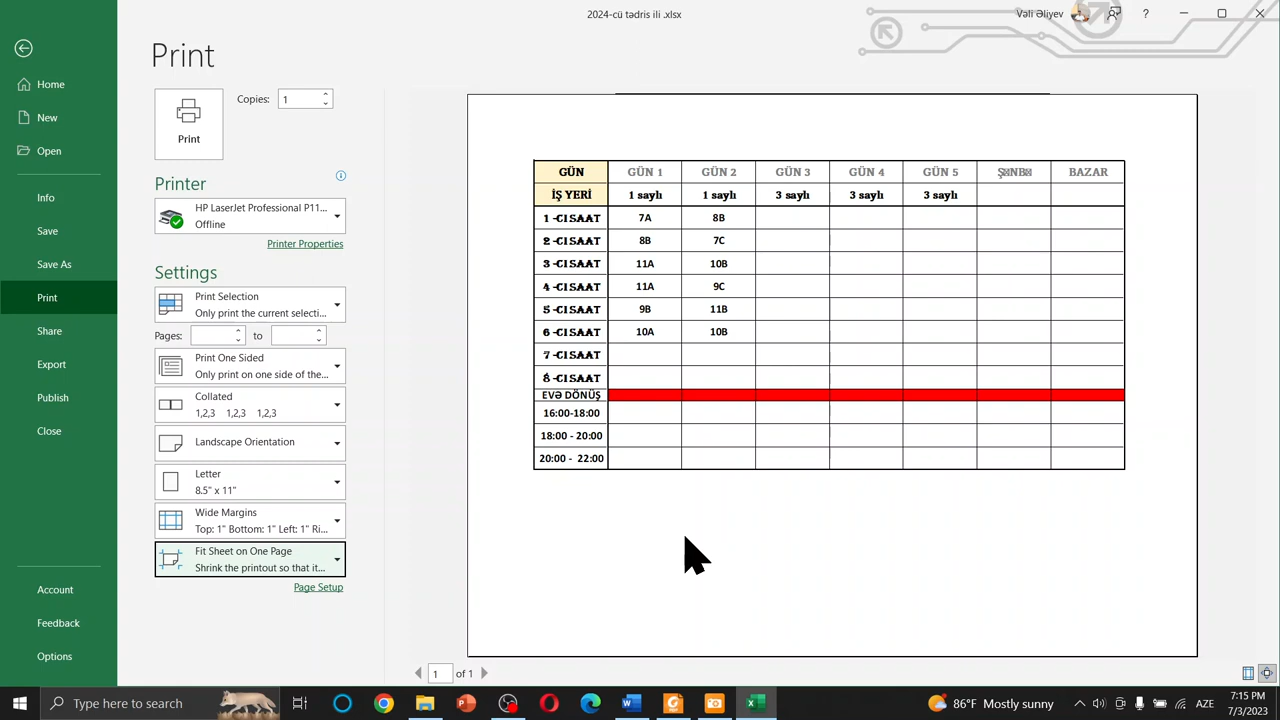 2024-cü tədris ili .xlsx
Vəli Əliyev
?
Print
Home
New
Open
Info
Save
Save As
Print
Share
Export
Publish
Close
Account
Feedback
Options
Print
Copies: 1
Printer
HP LaserJet Professional P11...
Offline
Printer Properties
Settings
Print Selection
Only print the current selecti...
Pages: to
Print One Sided
Only print on one side of the...
Collated
1,2,3 1,2,3 1,2,3
Landscape Orientation
Letter
8.5" x 11"
Wide Margins
Top: 1" Bottom: 1" Left: 1" Ri...
Fit Sheet on One Page
Shrink the printout so that it...
Page Setup
GÜN GÜN 1 GÜN 2 GÜN 3 GÜN 4 GÜN 5 BAZAR
İŞ YERİ 1 saylı 1 saylı 3 saylı 3 saylı 3 saylı
1 -CI SAAT 7A 8B
2 -CI SAAT 8B 7C
3 -CI SAAT 11A 10B
4 -CI SAAT 11A 9C
5 -CI SAAT 9B 11B
6 -CI SAAT 10A 10B
7 -CI SAAT
8 -CI SAAT
EVƏ DÖNÜŞ
16:00-18:00
18:00 - 20:00
20:00 - 22:00
1 of 1
Type here to search
86°F Mostly sunny
AZE
7:15 PM
7/3/2023